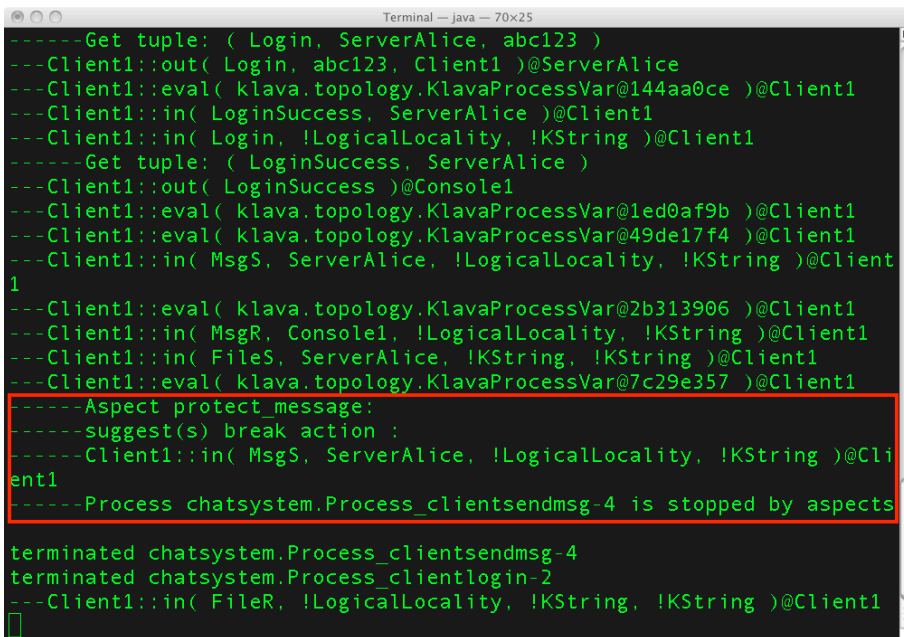 Terminal — java — 70×25
------Get tuple: ( Login, ServerAlice, abc123 )
---Client1::out( Login, abc123, Client1 )@ServerAlice
---Client1::eval( klava.topology.KlavaProcessVar@144aa0ce )@Client1
---Client1::in( LoginSuccess, ServerAlice )@Client1
---Client1::in( Login, !LogicalLocality, !KString )@Client1
------Get tuple: ( LoginSuccess, ServerAlice )
---Client1::out( LoginSuccess )@Console1
---Client1::eval( klava.topology.KlavaProcessVar@1ed0af9b )@Client1
---Client1::eval( klava.topology.KlavaProcessVar@49de17f4 )@Client1
---Client1::in( MsgS, ServerAlice, !LogicalLocality, !KString )@Client
1
---Client1::eval( klava.topology.KlavaProcessVar@2b313906 )@Client1
---Client1::in( MsgR, Console1, !LogicalLocality, !KString )@Client1
---Client1::in( FileS, ServerAlice, !KString, !KString )@Client1
---Client1::eval( klava.topology.KlavaProcessVar@7c29e357 )@Client1
------Aspect protect_message:
------suggest(s) break action :
------Client1::in( MsgS, ServerAlice, !LogicalLocality, !KString )@Cli
ent1
------Process chatsystem.Process_clientsendmsg-4 is stopped by aspects
terminated chatsystem.Process_clientsendmsg-4
terminated chatsystem.Process_clientlogin-2
---Client1::in( FileR, !LogicalLocality, !KString, !KString )@Client1